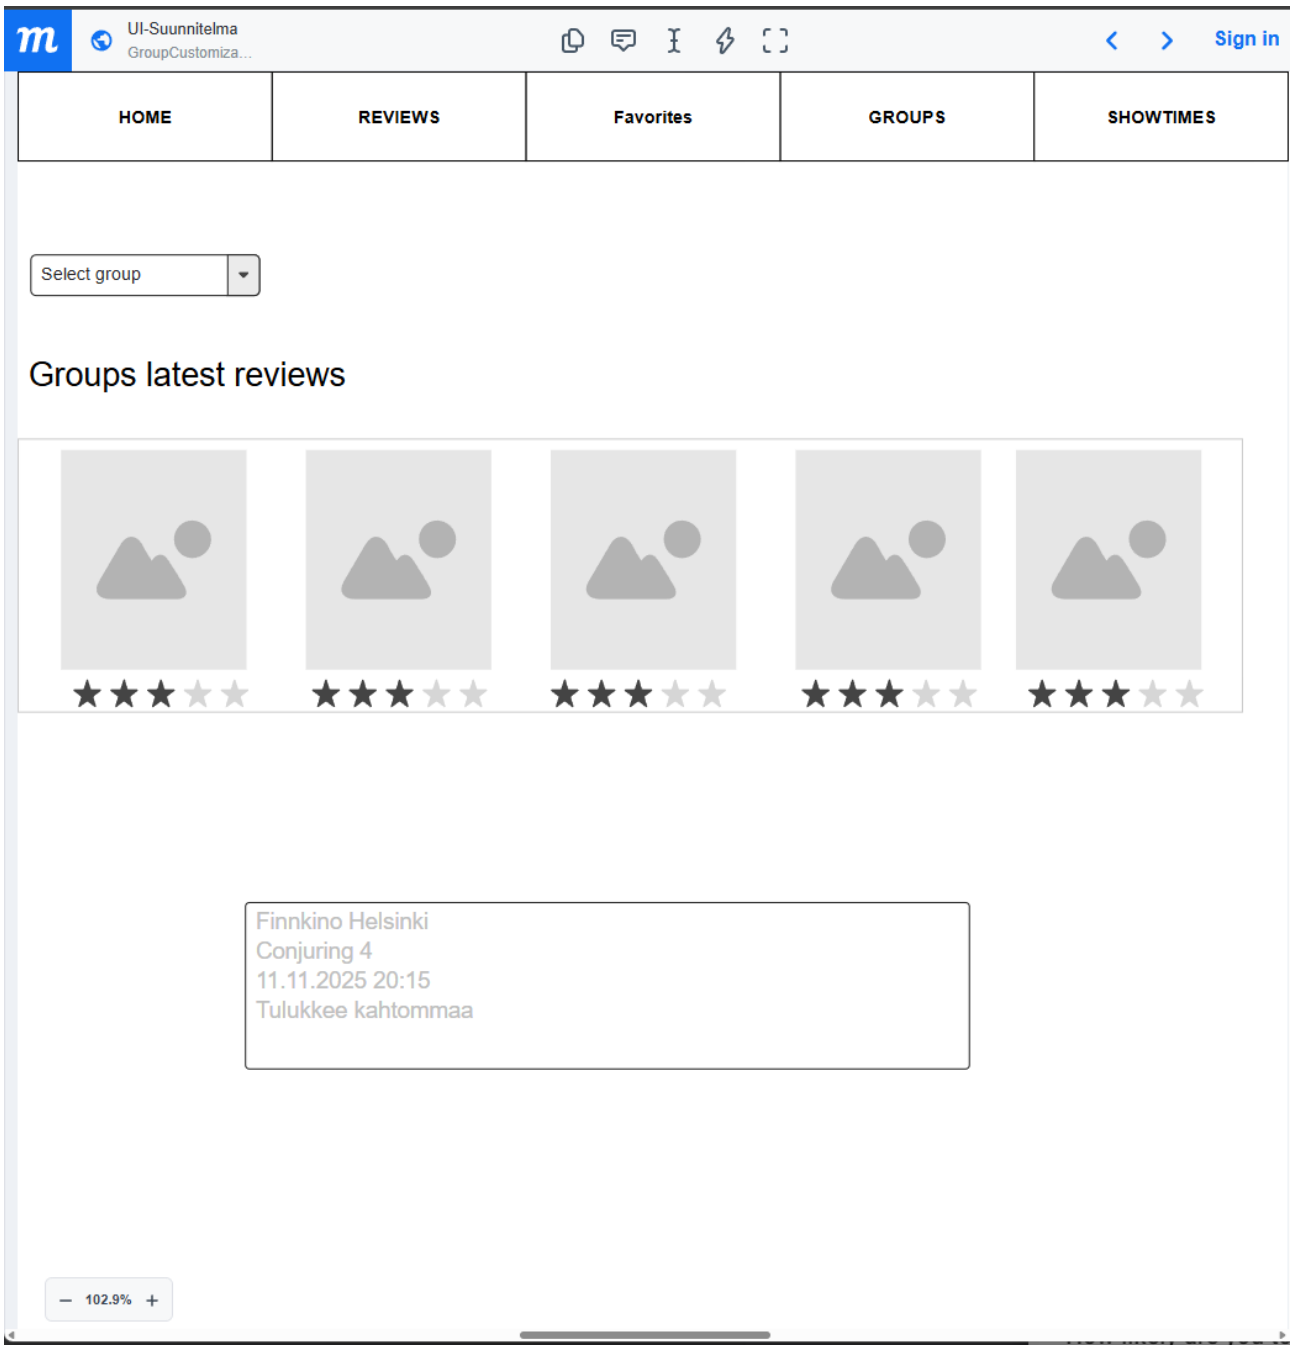 m
UI-Suunnitelma
GroupCustomiza...
Sign in
HOME
REVIEWS
Favorites
GROUPS
SHOWTIMES
Select group
Groups latest reviews
Finnkino Helsinki
Conjuring 4
11.11.2025 20:15
Tulukkee kahtommaa
102.9%